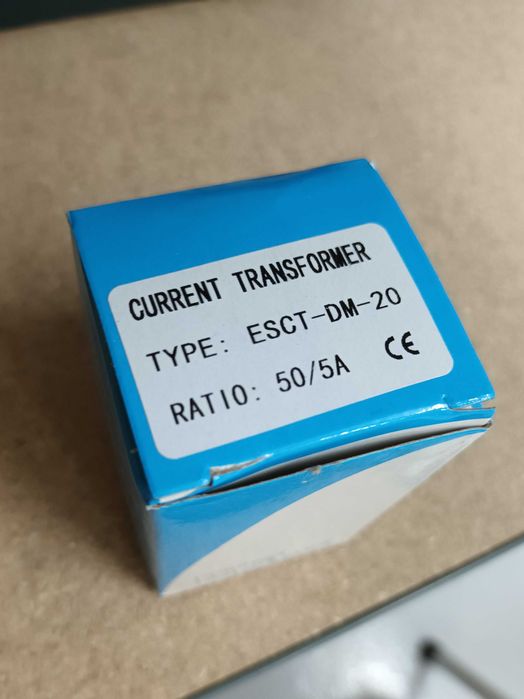 CURRENT TRANSFORMER
TYPE: ESCT-DM-20
RATIO: 50/5A CE